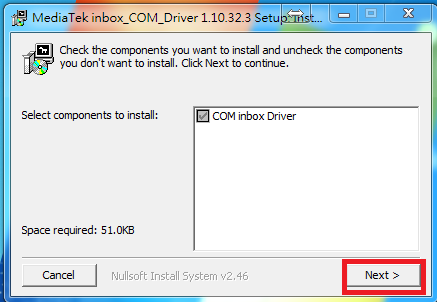 MediaTek inbox_COM_Driver 1.10.32.3 Setup: Inst...
Check the components you want to install and uncheck the components
you don't want to install. Click Next to continue.
Select components to install:
COM inbox Driver
Space required: 51.0KB
Cancel
Nullsoft Install System v2.46
Next >